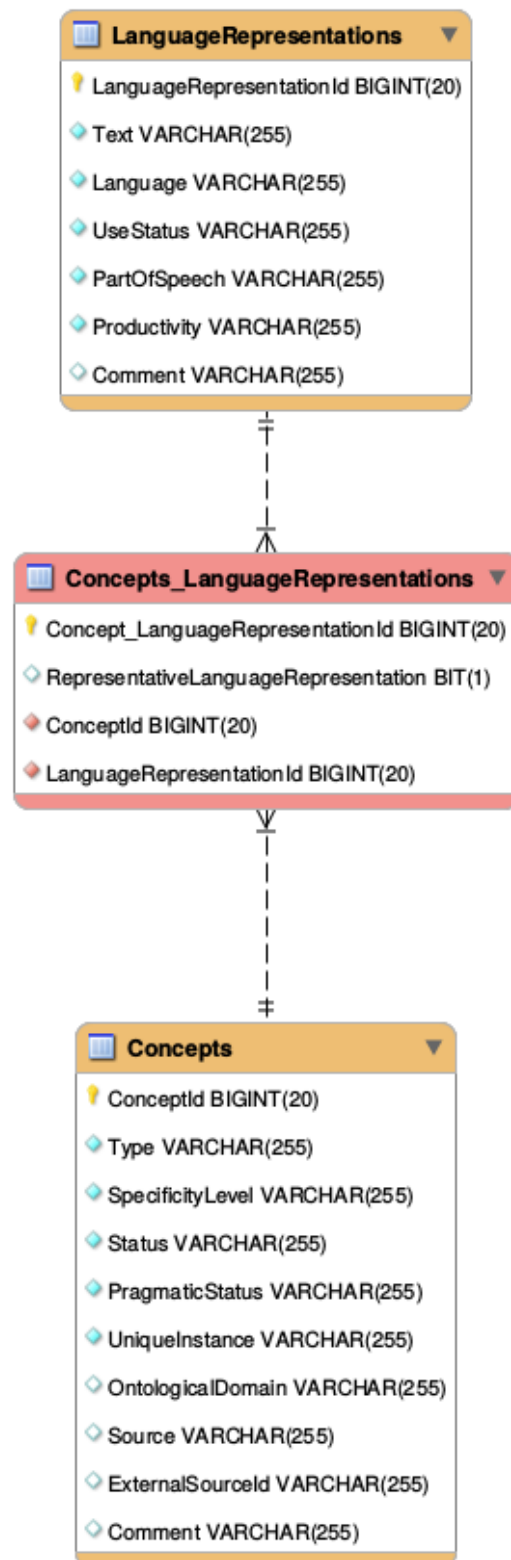 LanguageRepresentations
LanguageRepresentationId BIGINT(20)
Text VARCHAR(255)
Language VARCHAR(255)
UseStatus VARCHAR(255)
PartOfSpeech VARCHAR(255)
Productivity VARCHAR(255)
Comment VARCHAR(255)
Concepts_LanguageRepresentations
Concept_LanguageRepresentationId BIGINT(20)
RepresentativeLanguageRepresentation BIT(1)
ConceptId BIGINT(20)
LanguageRepresentationId BIGINT(20)
Concepts
ConceptId BIGINT(20)
Type VARCHAR(255)
SpecificityLevel VARCHAR(255)
Status VARCHAR(255)
PragmaticStatus VARCHAR(255)
UniqueInstance VARCHAR(255)
OntologicalDomain VARCHAR(255)
Source VARCHAR(255)
ExternalSourceId VARCHAR(255)
Comment VARCHAR(255)